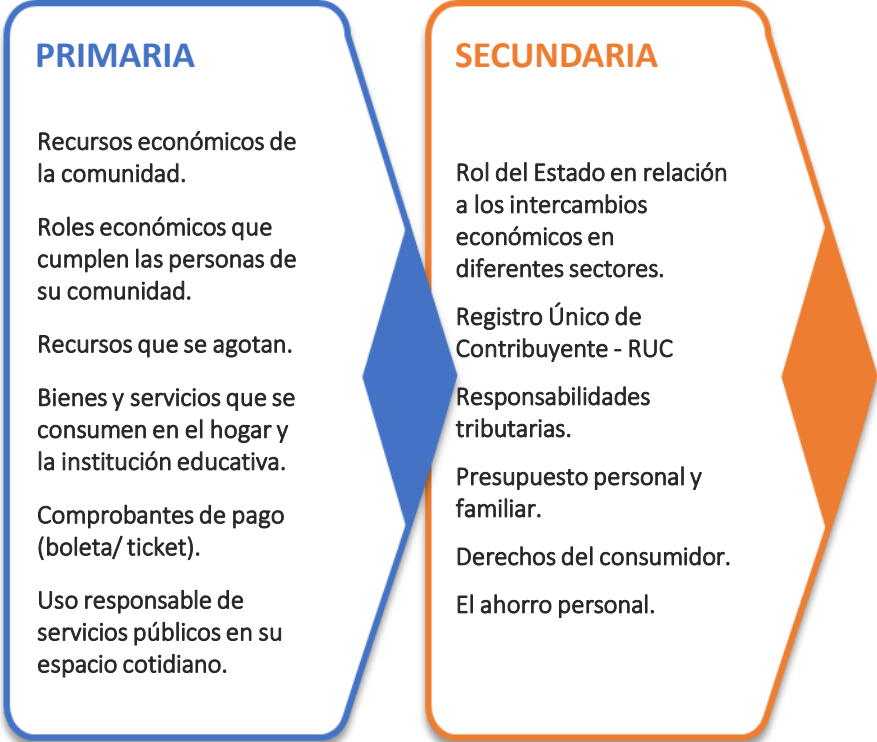 PRIMARIA
Recursos económicos de
la comunidad.
Roles económicos que
cumplen las personas de
su comunidad.
Recursos que se agotan.
Bienes y servicios que se
consumen en el hogar y
la institución educativa.
Comprobantes de pago
(boleta/ ticket).
Uso responsable de
servicios públicos en su
espacio cotidiano.
SECUNDARIA
Rol del Estado en relación
a los intercambios
económicos en
diferentes sectores.
Registro Único de
Contribuyente - RUC
Responsabilidades
tributarias.
Presupuesto personal y
familiar.
Derechos del consumidor.
El ahorro personal.